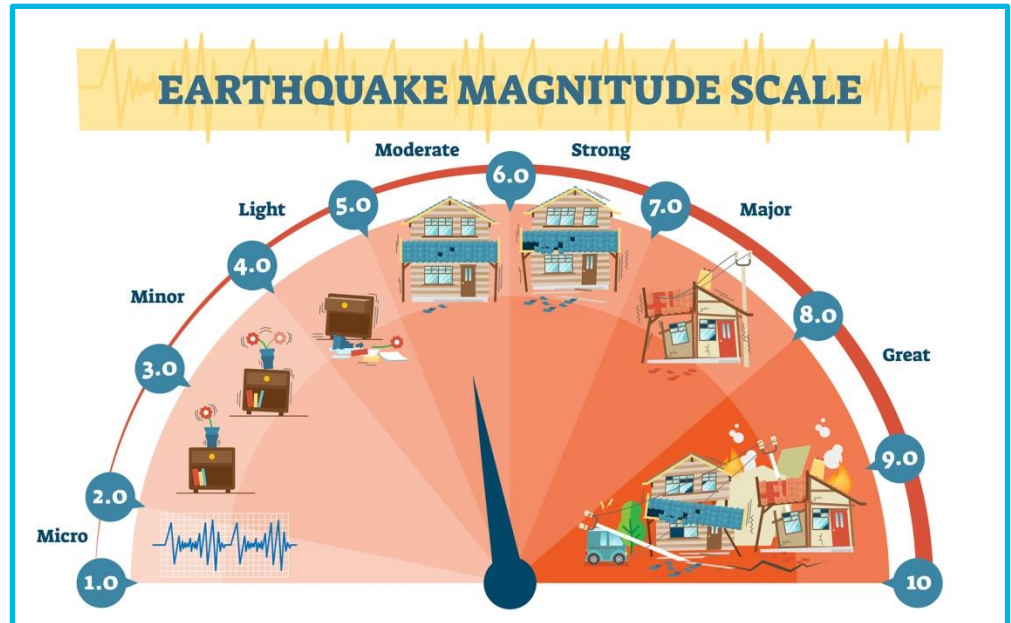 EARTHQUAKE MAGNITUDE SCALE
Moderate
Strong
6.0
5.0
7.0
Light
Major
4.0
8.0
Minor
3.0
Great
9.0
2.0
Micro
1.0
10